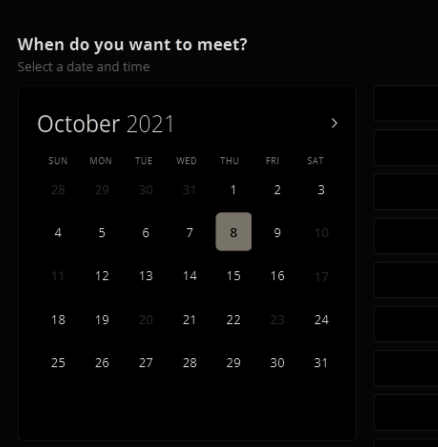 When do you want to meet?
Select a date and time
October 2021
SUN MON TUE WED THU FRI SAT
28 29 30 31 1 2 3
4 5 6 7 8 9 10
11 12 13 14 15 16 17
18 19 20 21 22 23 24
25 26 27 28 29 30 31